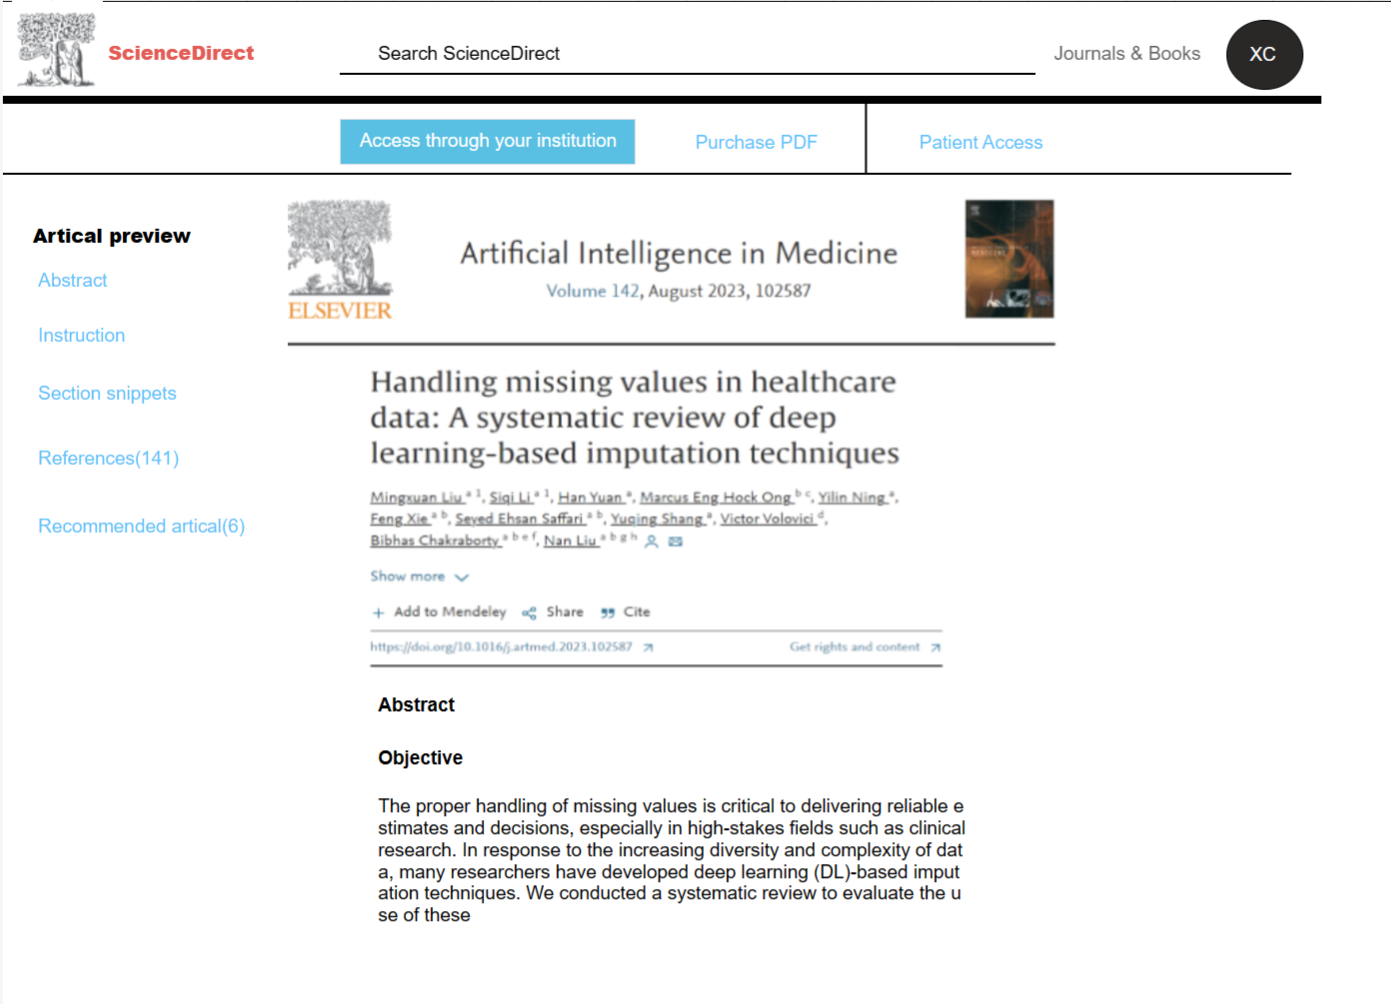 ScienceDirect
Search ScienceDirect
Journals & Books
XC
Access through your institution
Purchase PDF
Patient Access
Artical preview
Abstract
Instruction
Section snippets
References(141)
Recommended artical(6)
ELSEVIER
Artificial Intelligence in Medicine
Volume 142, August 2023, 102587
Handling missing values in healthcare
data: A systematic review of deep
learning-based imputation techniques
Mingxuan Liu a 1, Siqi Li a 1, Han Yuan a, Marcus Eng Hock Ong b c, Yilin Ning a,
Feng Xie a b, Seyed Ehsan Saffari a b, Yuqing Shang a, Victor Volovici d,
Bibhas Chakraborty a b e f, Nan Liu a b g h
Show more
+ Add to Mendeley Share Cite
https://doi.org/10.1016/j.artmed.2023.102587
Get rights and content
Abstract
Objective
The proper handling of missing values is critical to delivering reliable e
stimates and decisions, especially in high-stakes fields such as clinical
research. In response to the increasing diversity and complexity of dat
a, many researchers have developed deep learning (DL)-based imput
ation techniques. We conducted a systematic review to evaluate the u
se of these